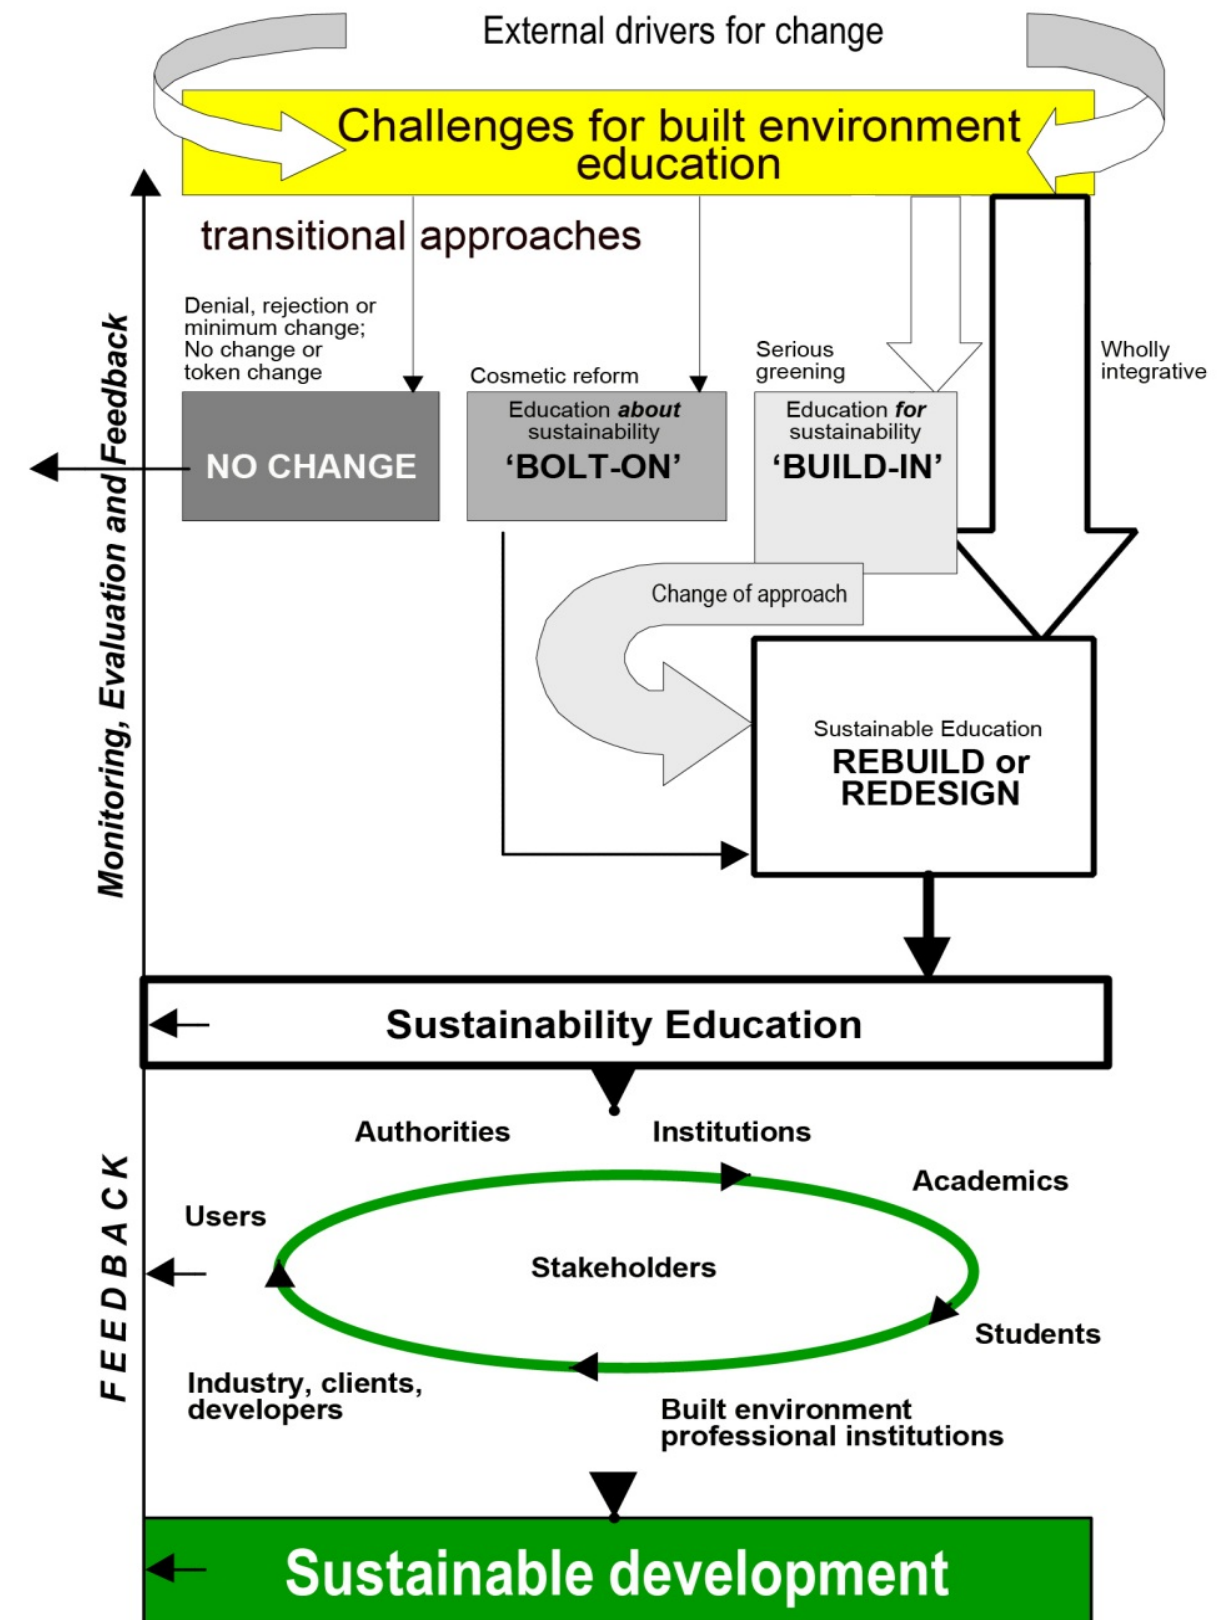 External drivers for change
Challenges for built environment
education
transitional approaches
Denial, rejection or
minimum change;
No change or
token change
NO CHANGE
Cosmetic reform
Education about
sustainability
‘BOLT-ON’
Serious
greening
Education for
sustainability
‘BUILD-IN’
Wholly
integrative
Change of approach
Sustainable Education
REBUILD or
REDESIGN
Monitoring, Evaluation and Feedback
Sustainability Education
Authorities
Institutions
Academics
Users
Stakeholders
Students
Industry, clients,
developers
Built environment
professional institutions
FEEDBACK
Sustainable development